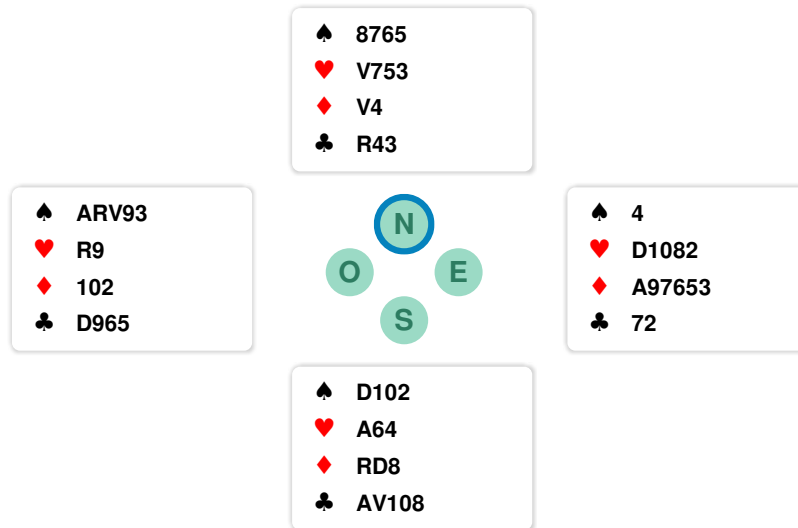 ♠ 8765
♥ V753
♦ V4
♣ R43
♠ ARV93
♥ R9
♦ 102
♣ D965
N
O E
S
♠ 4
♥ D1082
♦ A97653
♣ 72
♠ D102
♥ A64
♦ RD8
♣ AV108